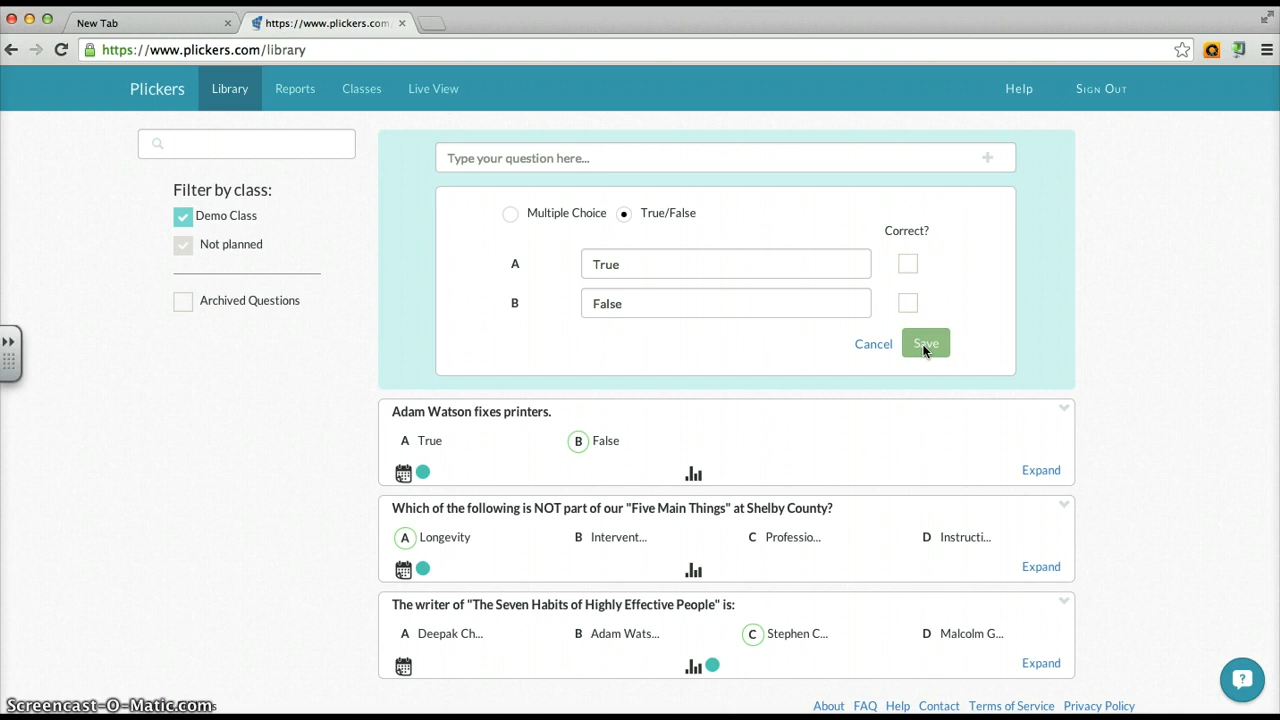 New Tab
https://www.plickers.com
https://www.plickers.com/library
Plickers
Library
Reports
Classes
Live View
Help
Sign Out
Filter by class:
Demo Class
Not planned
Archived Questions
Type your question here...
Multiple Choice
True/False
Correct?
A
True
B
False
Cancel
Save
Adam Watson fixes printers.
A True
B False
Expand
Which of the following is NOT part of our "Five Main Things" at Shelby County?
A Longevity
B Intervent...
C Professio...
D Instructi...
Expand
The writer of "The Seven Habits of Highly Effective People" is:
A Deepak Ch...
B Adam Wats...
C Stephen C...
D Malcolm G...
Expand
About
FAQ
Help
Contact
Terms of Service
Privacy Policy
Screencast-O-Matic.com